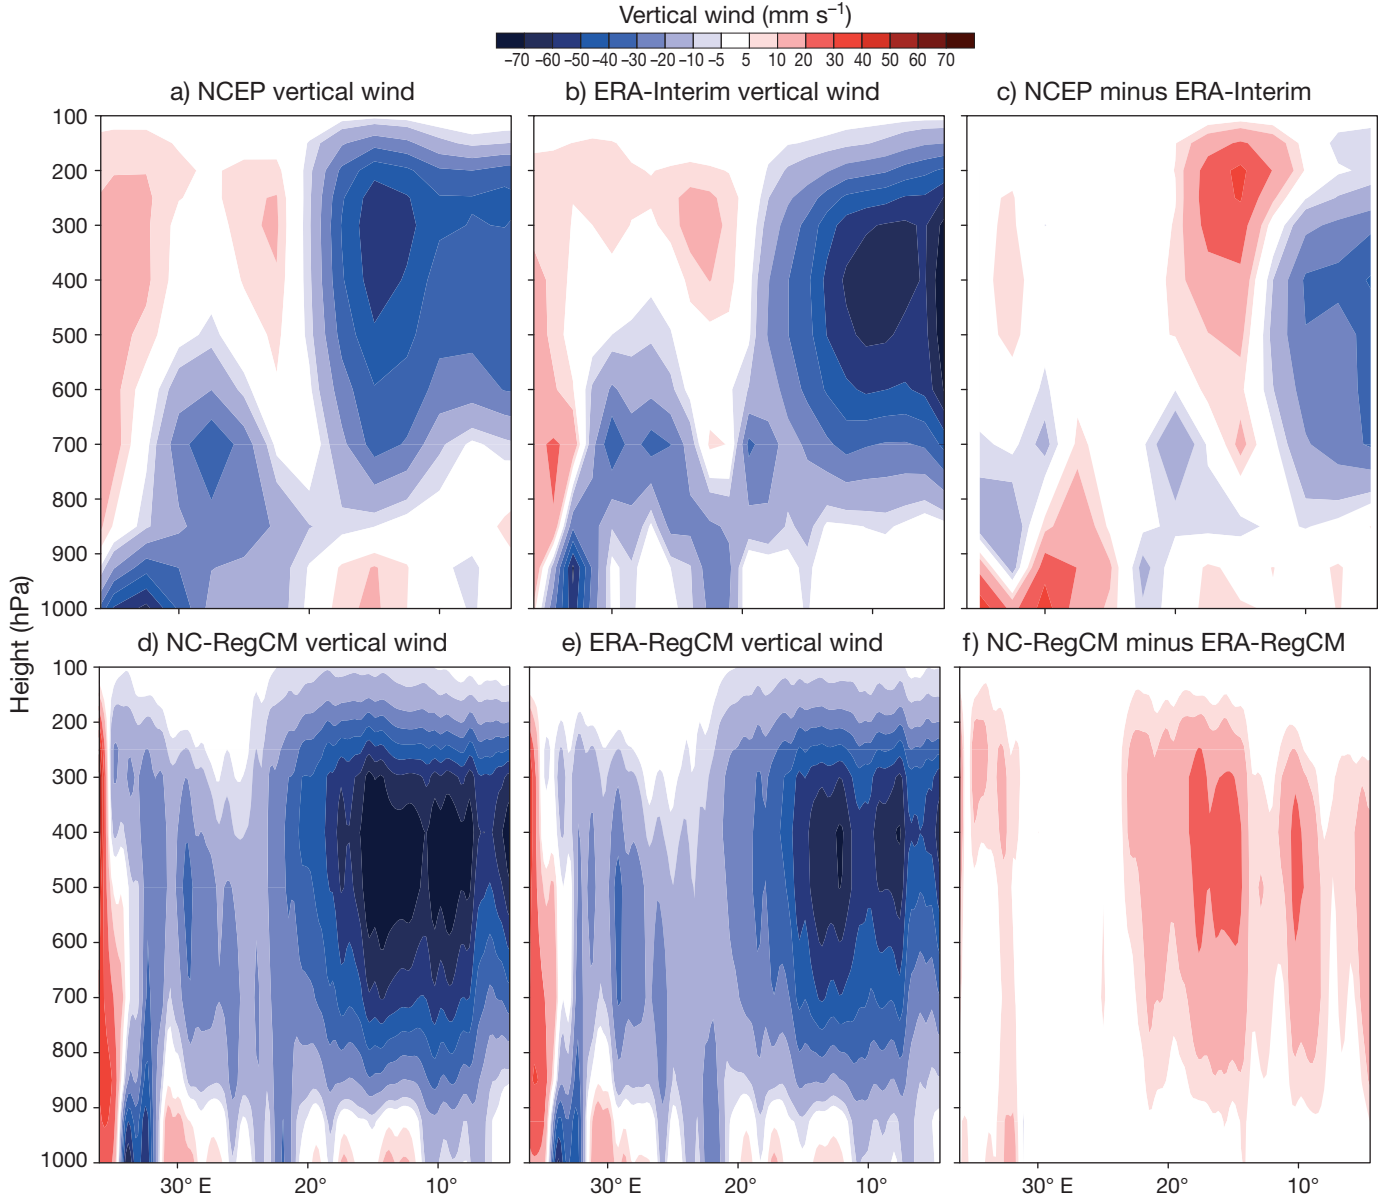 Vertical wind (mm s⁻¹)
−70 −60 −50 −40 −30 −20 −10 −5 5 10 20 30 40 50 60 70
a) NCEP vertical wind
b) ERA-Interim vertical wind
c) NCEP minus ERA-Interim
100
200
300
400
500
600
700
800
900
1000
Height (hPa)
d) NC-RegCM vertical wind
e) ERA-RegCM vertical wind
f) NC-RegCM minus ERA-RegCM
100
200
300
400
500
600
700
800
900
1000
30° E 20° 10°
30° E 20° 10°
30° E 20° 10°